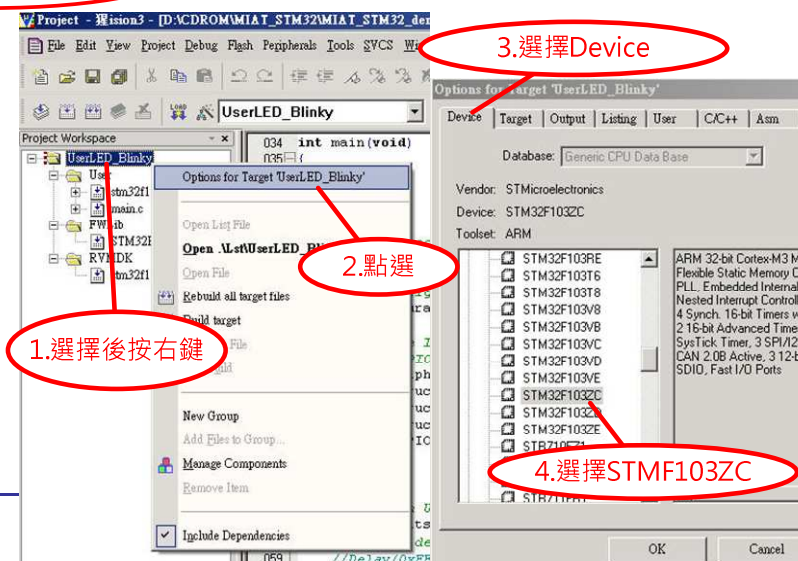 Project - 猩ision3 - [D:\CDROM\MIAT_STM32\MIAT_STM32_der
File Edit View Project Debug Flash Peripherals Tools SVCS
UserLED_Blinky
Project Workspace
UserLED_Blinky
User
stm32f1
main.c
FWLib
STM32F
RVMDK
stm32f1
034 int main(void)
035 {
059 //Delay(0xFF
Options for Target 'UserLED_Blinky'
Open List File
Open .\Lst\UserLED_Bl
Open File
Rebuild all target files
Build target
File
New Group
Add Files to Group...
Manage Components
Remove Item
Include Dependencies
1.選擇後按右鍵
2.點選
3.選擇Device
4.選擇STMF103ZC
Options for Target 'UserLED_Blinky'
Device Target Output Listing User C/C++ Asm
Database: Generic CPU Data Base
Vendor: STMicroelectronics
Device: STM32F103ZC
Toolset: ARM
STM32F103RE
STM32F103T6
STM32F103T8
STM32F103V8
STM32F103VB
STM32F103VC
STM32F103VD
STM32F103VE
STM32F103ZC
STM32F103ZD
STM32F103ZE
STR710FZ1
ARM 32-bit Cortex-M3 M
Flexible Static Memory C
PLL, Embedded Internal
Nested Interrupt Controll
4 Synch. 16-bit Timers w
2 16-bit Advanced Timer
SysTick Timer, 3 SPI/I2
CAN 2.0B Active, 3 12-b
SDIO, Fast I/O Ports
OK Cancel